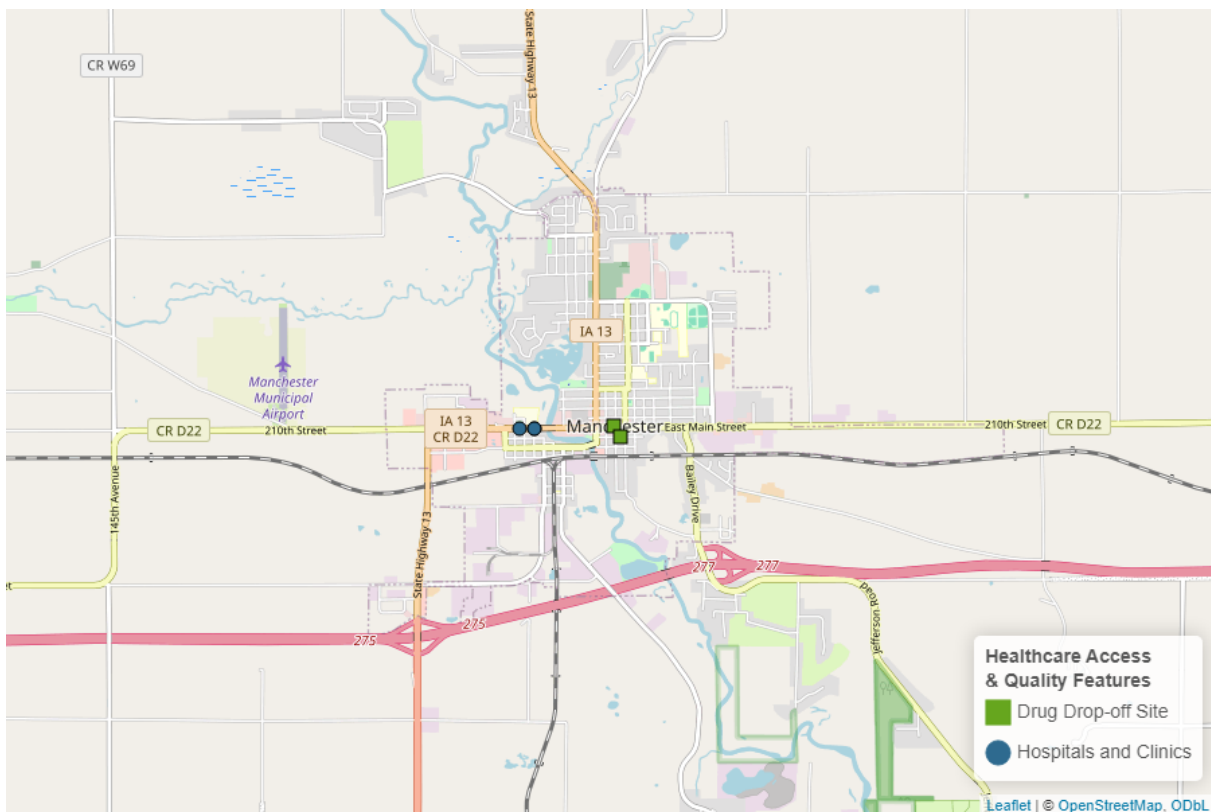 State Highway 13
CR W69
IA 13
Manchester
Municipal
Airport
CR D22
210th Street
IA 13
CR D22
Manchester
East Main Street
210th Street
CR D22
145th Avenue
State Highway 13
Bailey Drive
277
277
275
275
Jefferson Road
Healthcare Access
& Quality Features
Drug Drop-off Site
Hospitals and Clinics
Leaflet | © OpenStreetMap, ODbL